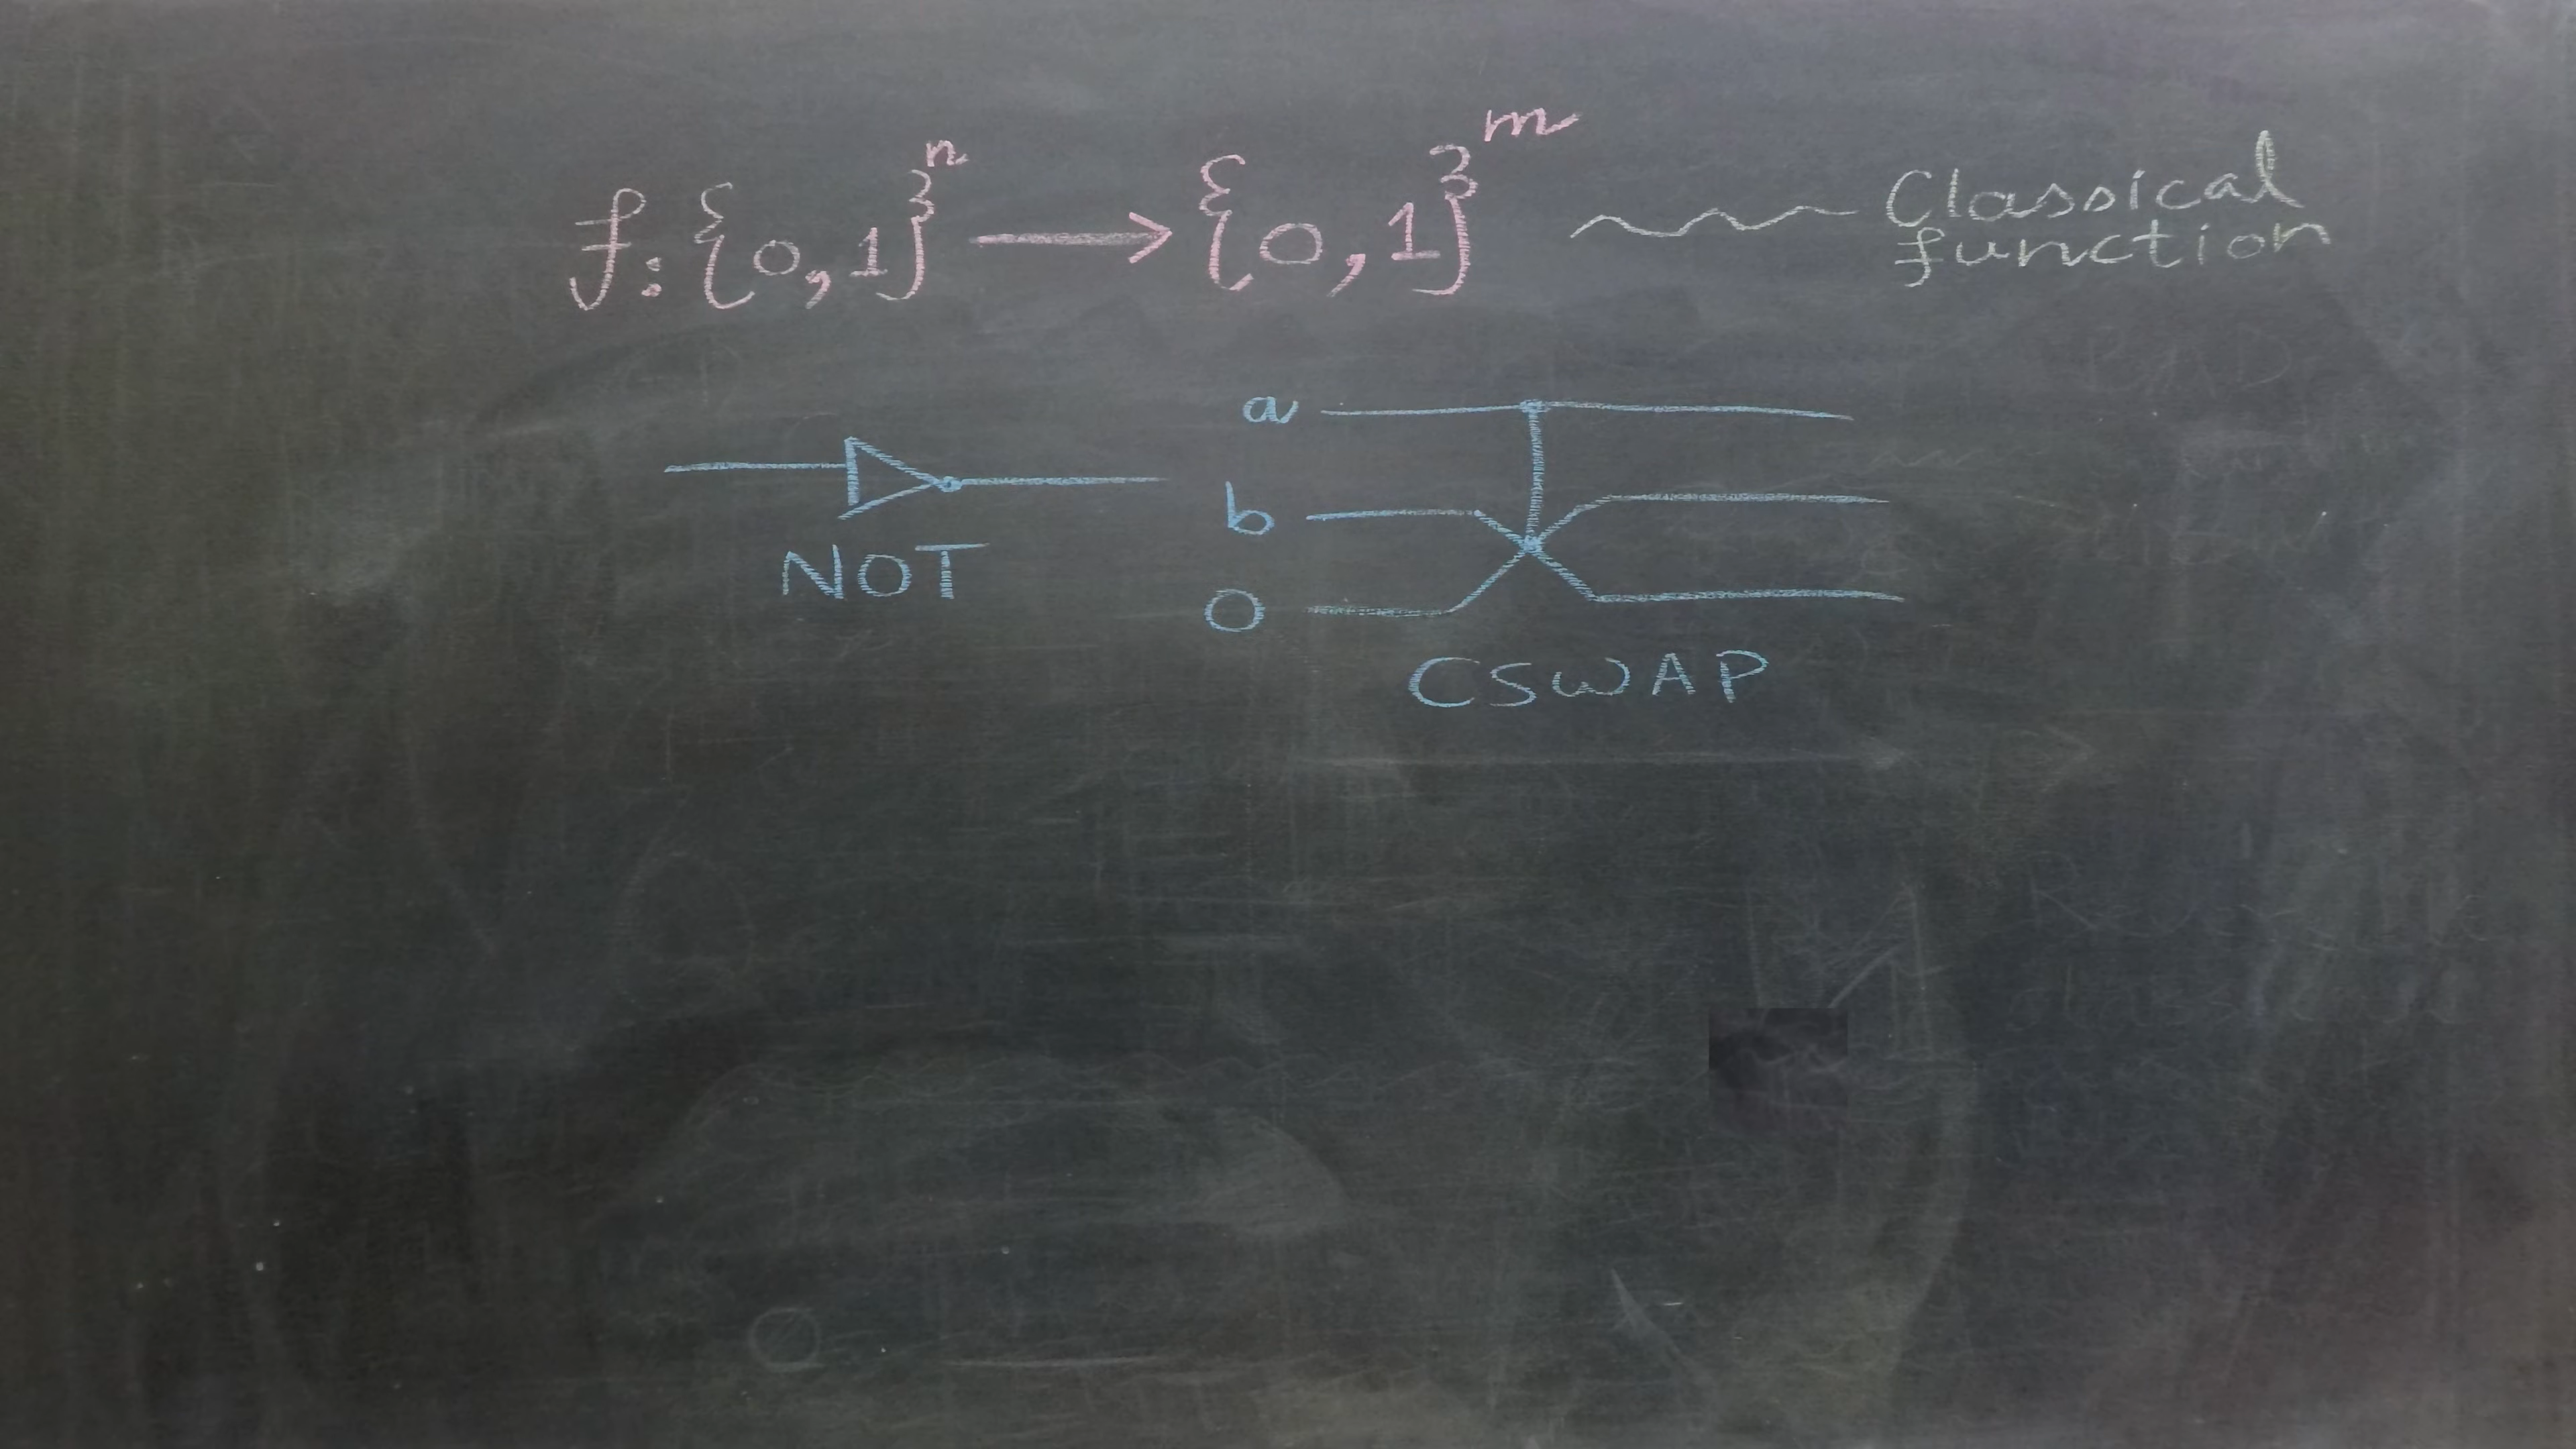 f: {0,1}^n ⟶ {0,1}^m Classical
function
a
b
0
NOT
CSWAP